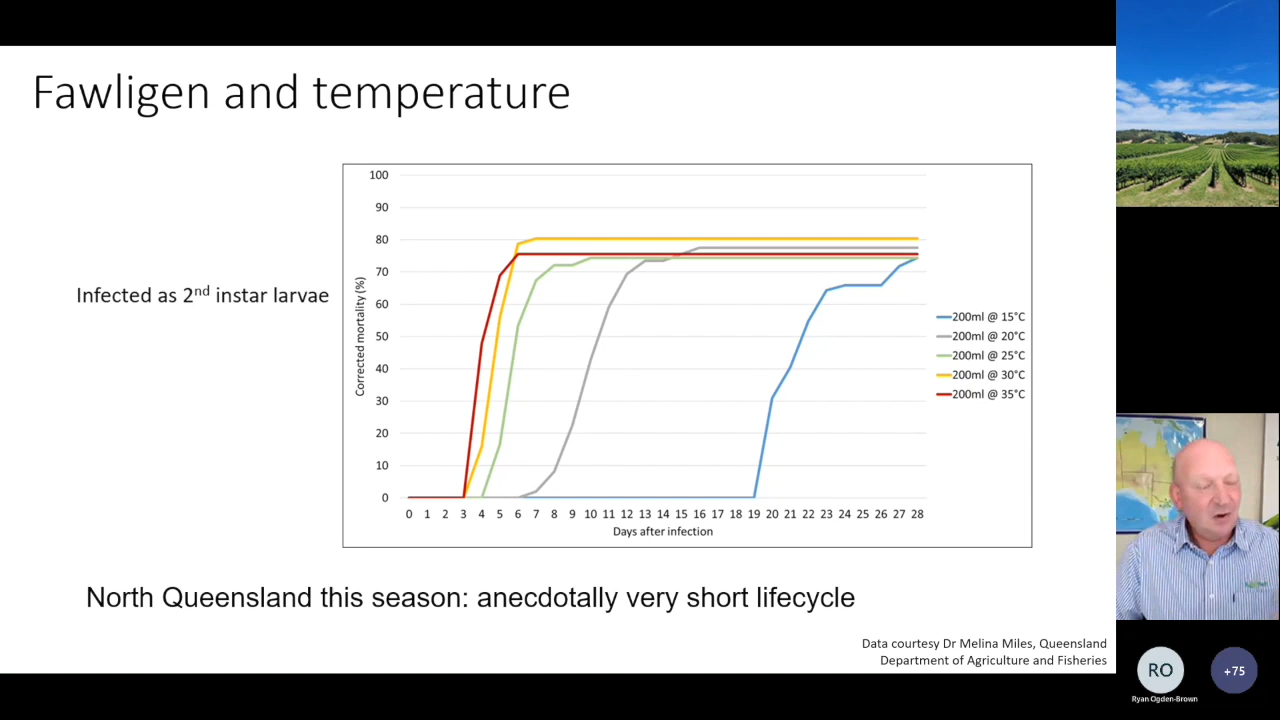 Fawligen and temperature
Infected as 2nd instar larvae
Corrected mortality (%)
100
90
80
70
60
50
40
30
20
10
0
0 1 2 3 4 5 6 7 8 9 10 11 12 13 14 15 16 17 18 19 20 21 22 23 24 25 26 27 28
Days after infection
200ml @ 15°C
200ml @ 20°C
200ml @ 25°C
200ml @ 30°C
200ml @ 35°C
North Queensland this season: anecdotally very short lifecycle
Data courtesy Dr Melina Miles, Queensland
Department of Agriculture and Fisheries
RO
+75
Ryan Ogden-Brown